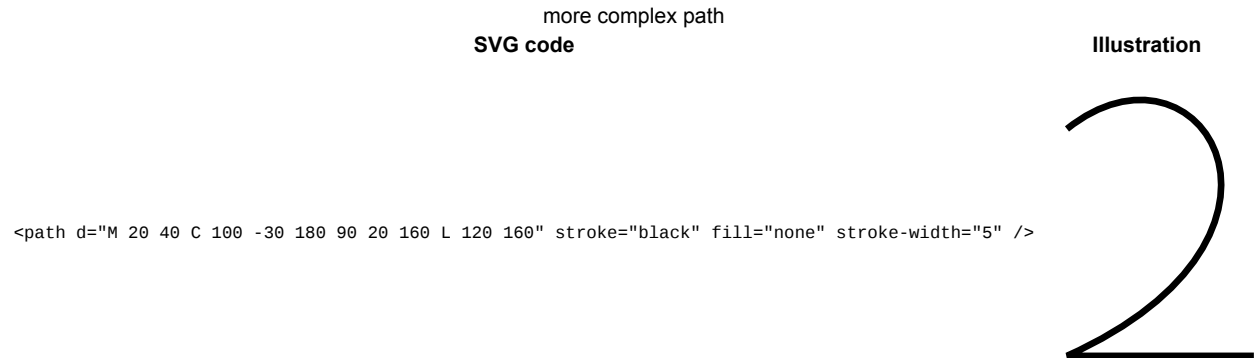 more complex path
SVG code Illustration
<path d="M 20 40 C 100 -30 180 90 20 160 L 120 160" stroke="black" fill="none" stroke-width="5" />
2